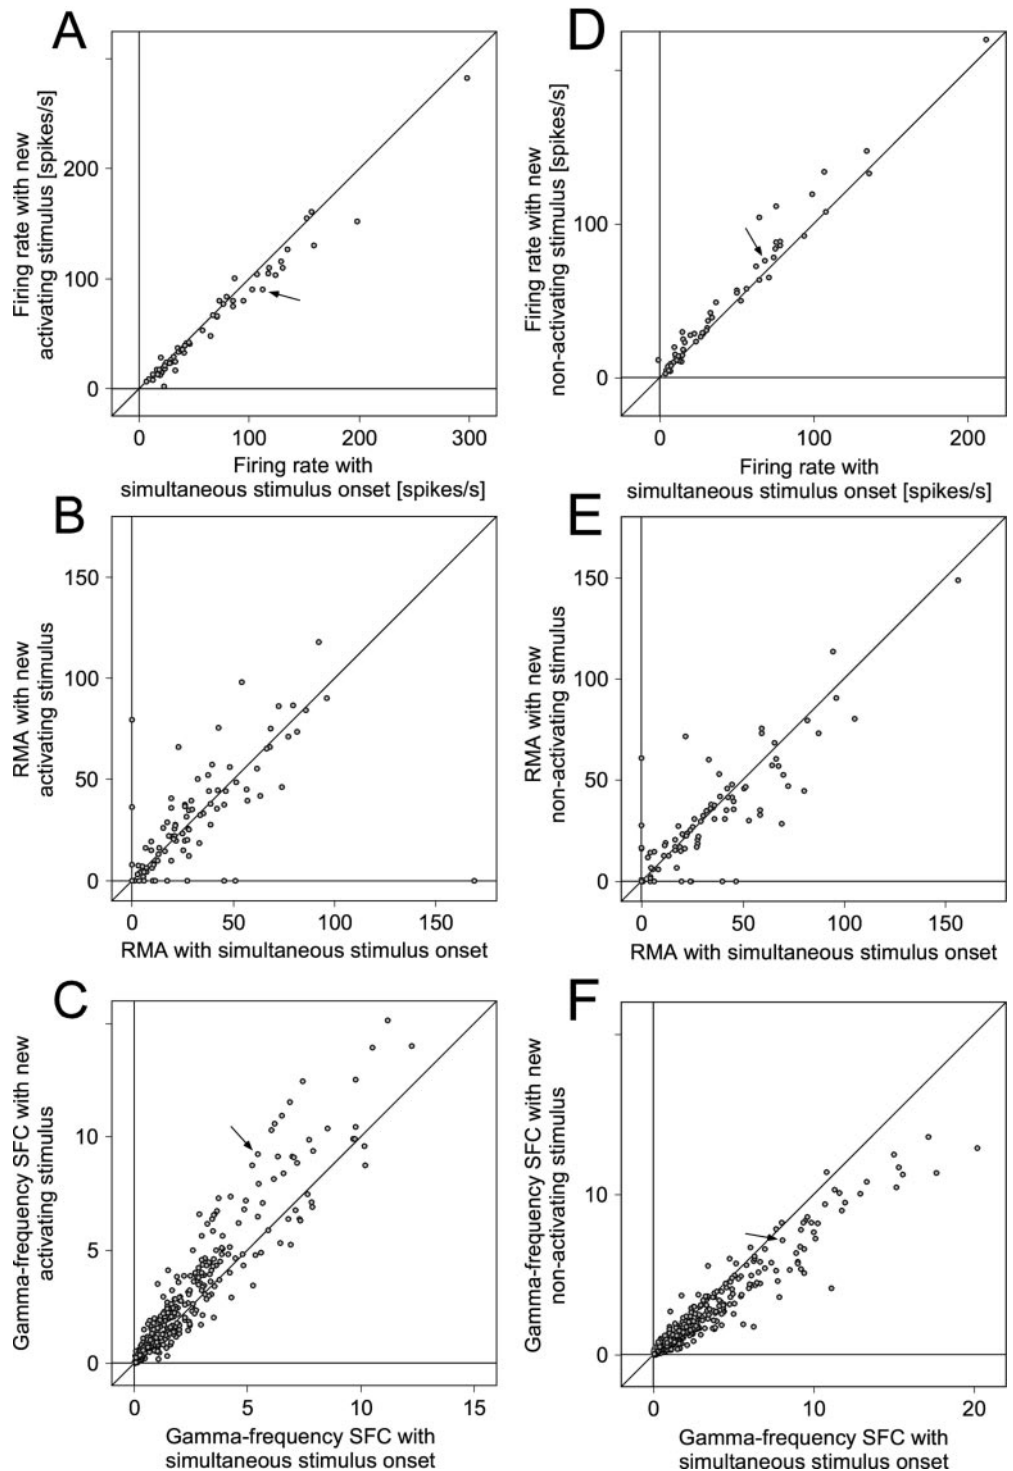 A
Firing rate with new
activating stimulus [spikes/s]
200
100
0
0 100 200 300
Firing rate with
simultaneous stimulus onset [spikes/s]
D
Firing rate with new
non-activating stimulus [spikes/s]
100
0
0 100 200
Firing rate with
simultaneous stimulus onset [spikes/s]
B
RMA with new
activating stimulus
150
100
50
0
0 50 100 150
RMA with simultaneous stimulus onset
E
RMA with new
non-activating stimulus
150
100
50
0
0 50 100 150
RMA with simultaneous stimulus onset
C
Gamma-frequency SFC with new
activating stimulus
10
5
0
0 5 10 15
Gamma-frequency SFC with
simultaneous stimulus onset
F
Gamma-frequency SFC with new
non-activating stimulus
10
0
0 10 20
Gamma-frequency SFC with
simultaneous stimulus onset